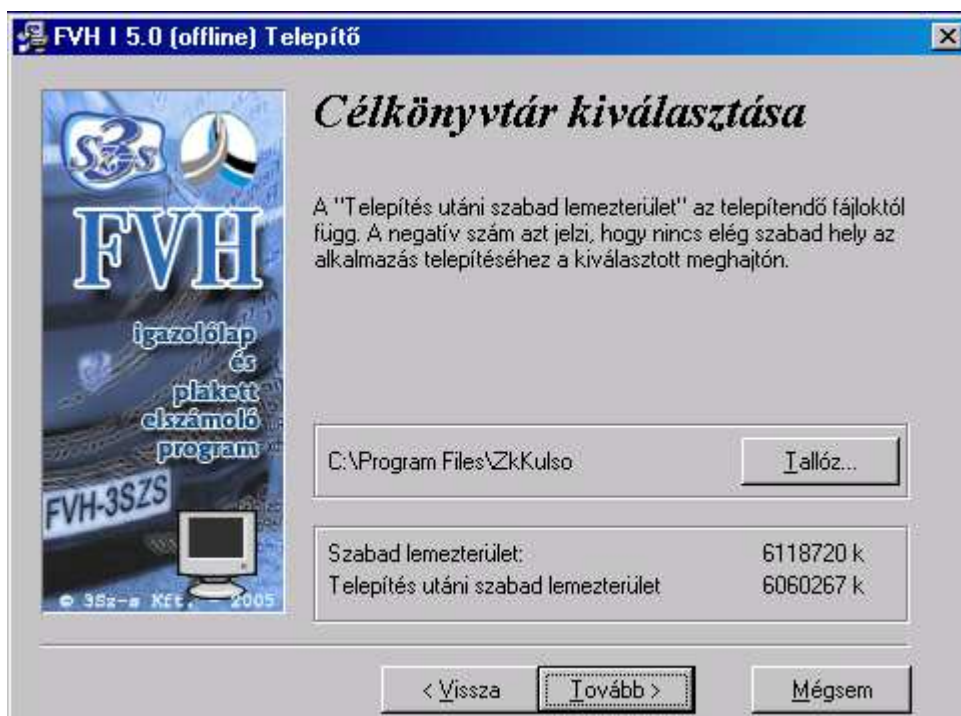 FVH I 5.0 (offline) Telepítő
3
Sz-s
FVH
igazolólap
és
plakett
elszámoló
program
FVH-3SZS
© 3Sz-s Kft. - 2005
Célkönyvtár kiválasztása
A "Telepítés utáni szabad lemezterület" az telepítendő fájloktól
függ. A negatív szám azt jelzi, hogy nincs elég szabad hely az
alkalmazás telepítéséhez a kiválasztott meghajtón.
C:\Program Files\ZkKulso
Tallóz...
Szabad lemezterület: 6118720 k
Telepítés utáni szabad lemezterület 6060267 k
< Vissza
Tovább >
Mégsem